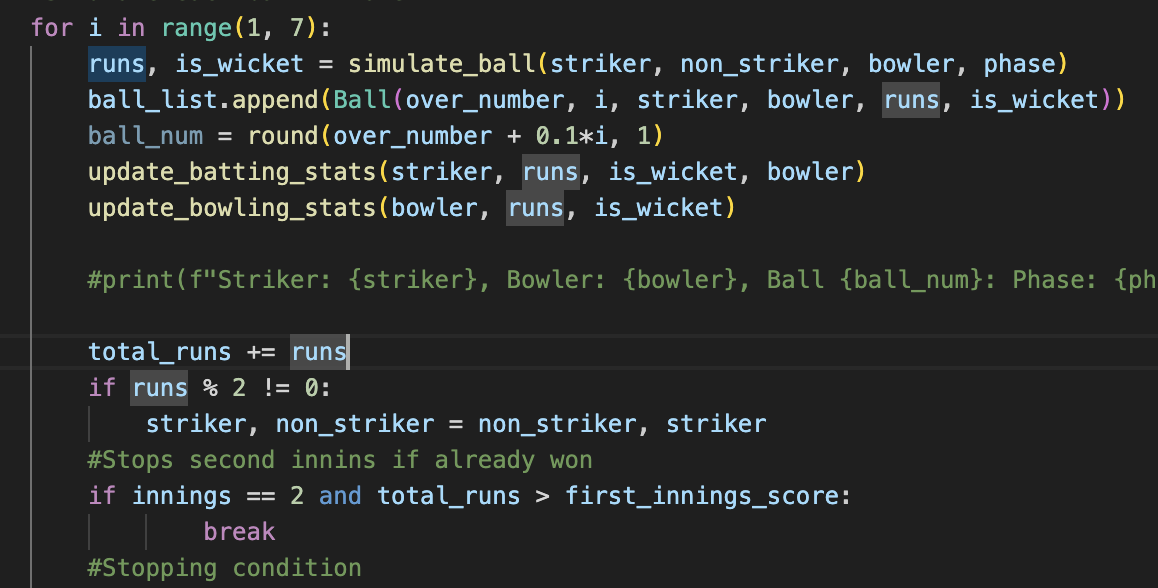 for i in range(1, 7):
runs, is_wicket = simulate_ball(striker, non_striker, bowler, phase)
ball_list.append(Ball(over_number, i, striker, bowler, runs, is_wicket))
ball_num = round(over_number + 0.1*i, 1)
update_batting_stats(striker, runs, is_wicket, bowler)
update_bowling_stats(bowler, runs, is_wicket)
#print(f"Striker: {striker}, Bowler: {bowler}, Ball {ball_num}: Phase: {ph
total_runs += runs
if runs % 2 != 0:
striker, non_striker = non_striker, striker
#Stops second innins if already won
if innings == 2 and total_runs > first_innings_score:
break
#Stopping condition